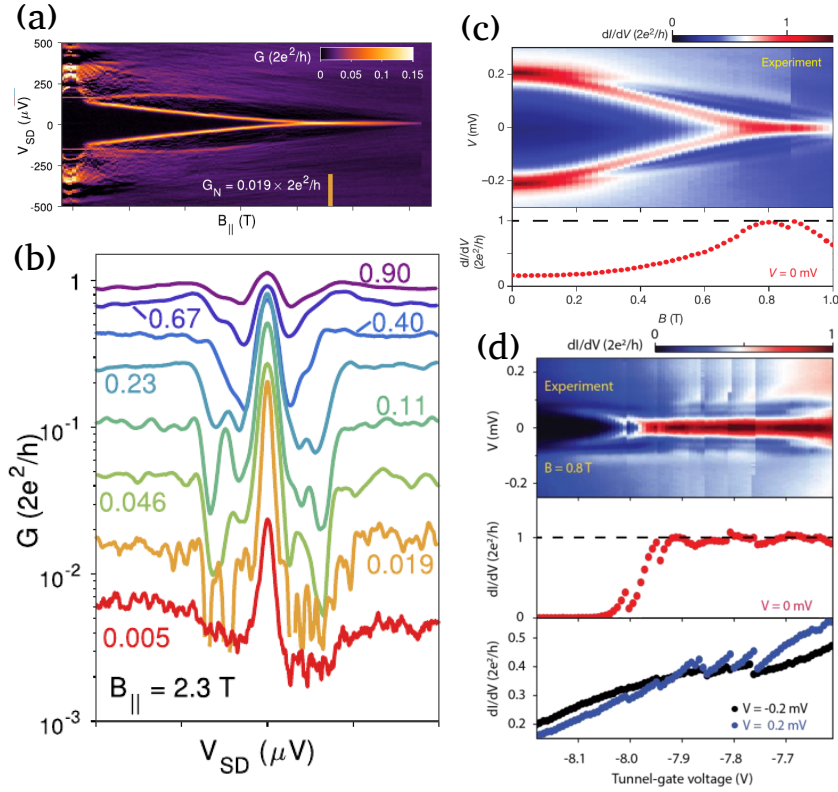 (a)
G (2e²/h)
0 0.05 0.1 0.15
500
250
0
-250
-500
V_SD (μV)
G_N = 0.019 × 2e²/h
B_|| (T)
(b)
1
10⁻¹
10⁻²
10⁻³
G (2e²/h)
0.90
0.67
0.40
0.23
0.11
0.046
0.019
0.005
B_|| = 2.3 T
V_SD (μV)
(c)
dI/dV (2e²/h)
0 1
Experiment
0.2
0
-0.2
V (mV)
1
0
dI/dV
(2e²/h)
V = 0 mV
0 0.2 0.4 0.6 0.8 1.0
B (T)
(d)
dI/dV (2e²/h)
0 1
Experiment
B = 0.8 T
0.2
0
-0.2
V (mV)
1
0
dI/dV (2e²/h)
V = 0 mV
0.5
0.4
0.3
0.2
dI/dV (2e²/h)
V = -0.2 mV
V = 0.2 mV
-8.1 -8.0 -7.9 -7.8 -7.7
Tunnel-gate voltage (V)